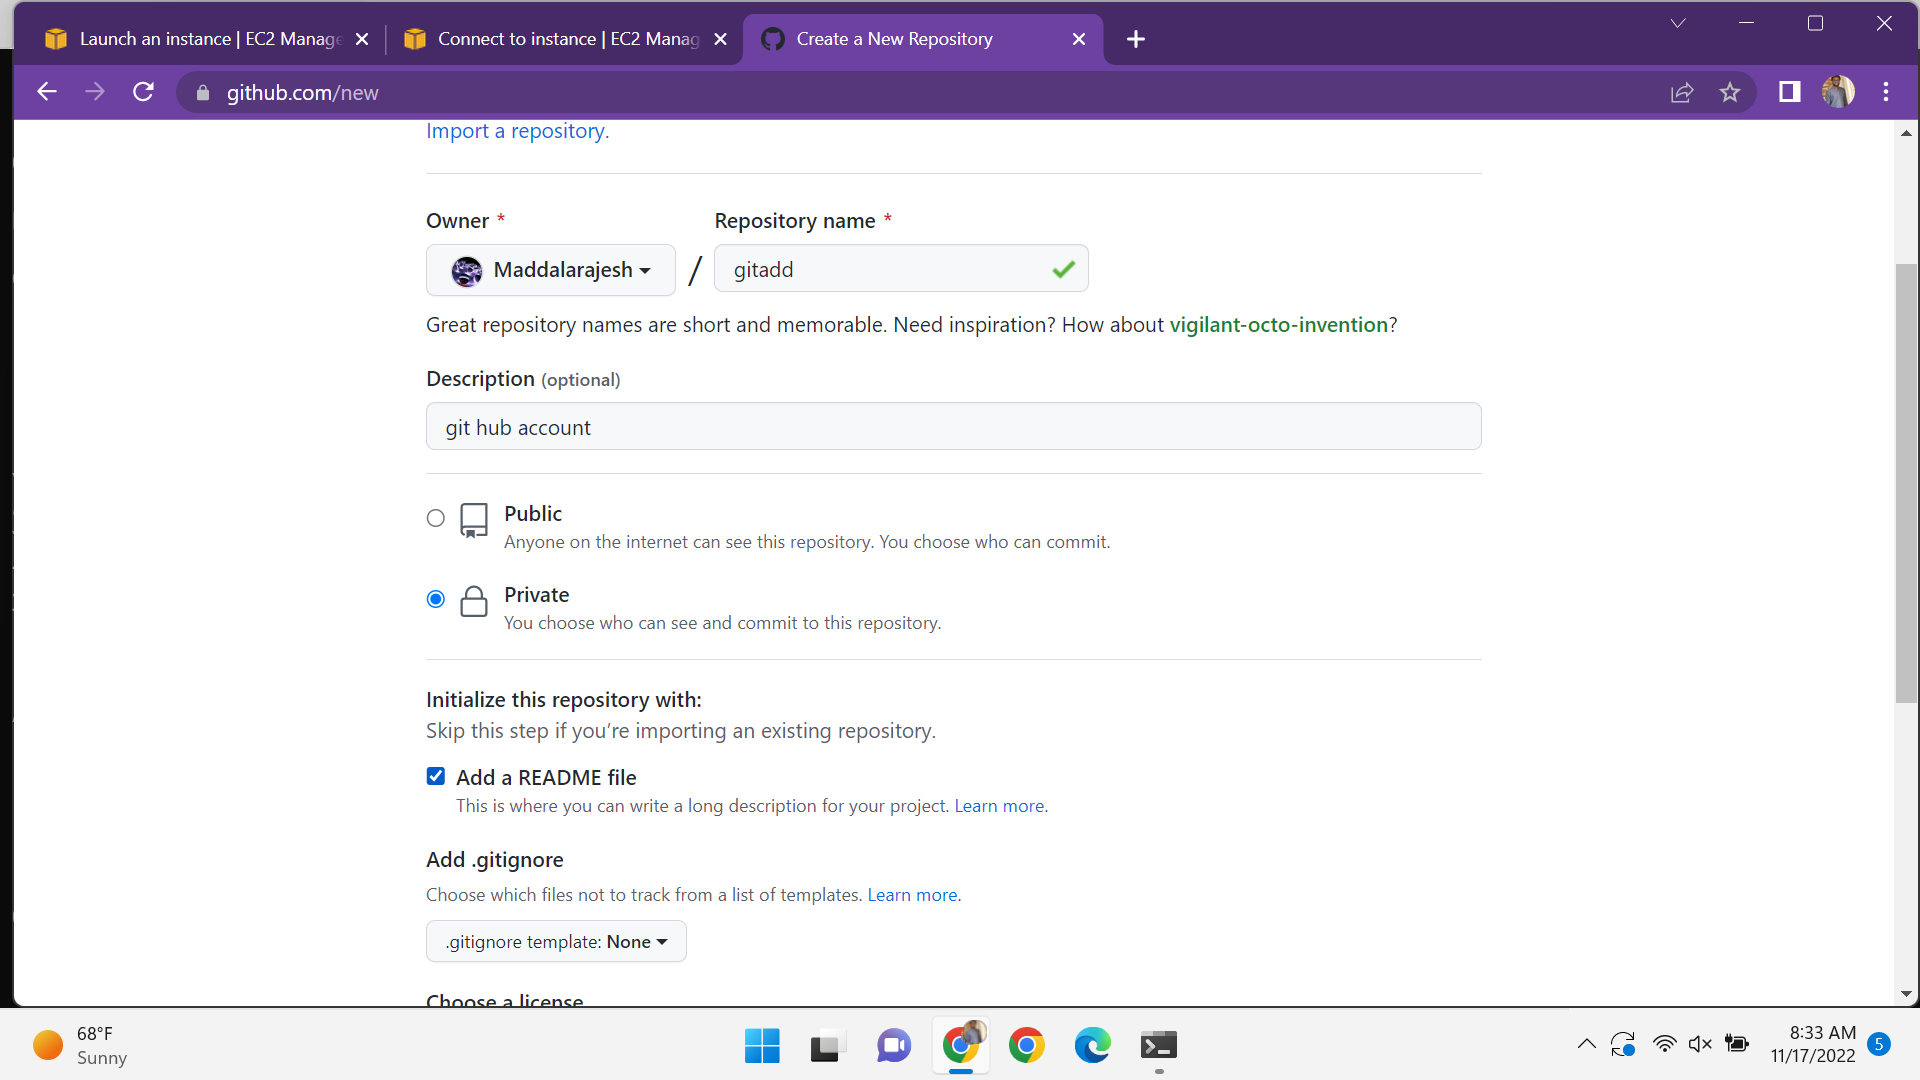 Launch an instance | EC2 Manage
Connect to instance | EC2 Manag
Create a New Repository
github.com/new
Import a repository.
Owner *
Repository name *
Maddalarajesh
/
gitadd
Great repository names are short and memorable. Need inspiration? How about vigilant-octo-invention?
Description (optional)
git hub account
Public
Anyone on the internet can see this repository. You choose who can commit.
Private
You choose who can see and commit to this repository.
Initialize this repository with:
Skip this step if you’re importing an existing repository.
Add a README file
This is where you can write a long description for your project. Learn more.
Add .gitignore
Choose which files not to track from a list of templates. Learn more.
.gitignore template: None
Choose a license
68°F
Sunny
8:33 AM
11/17/2022
5